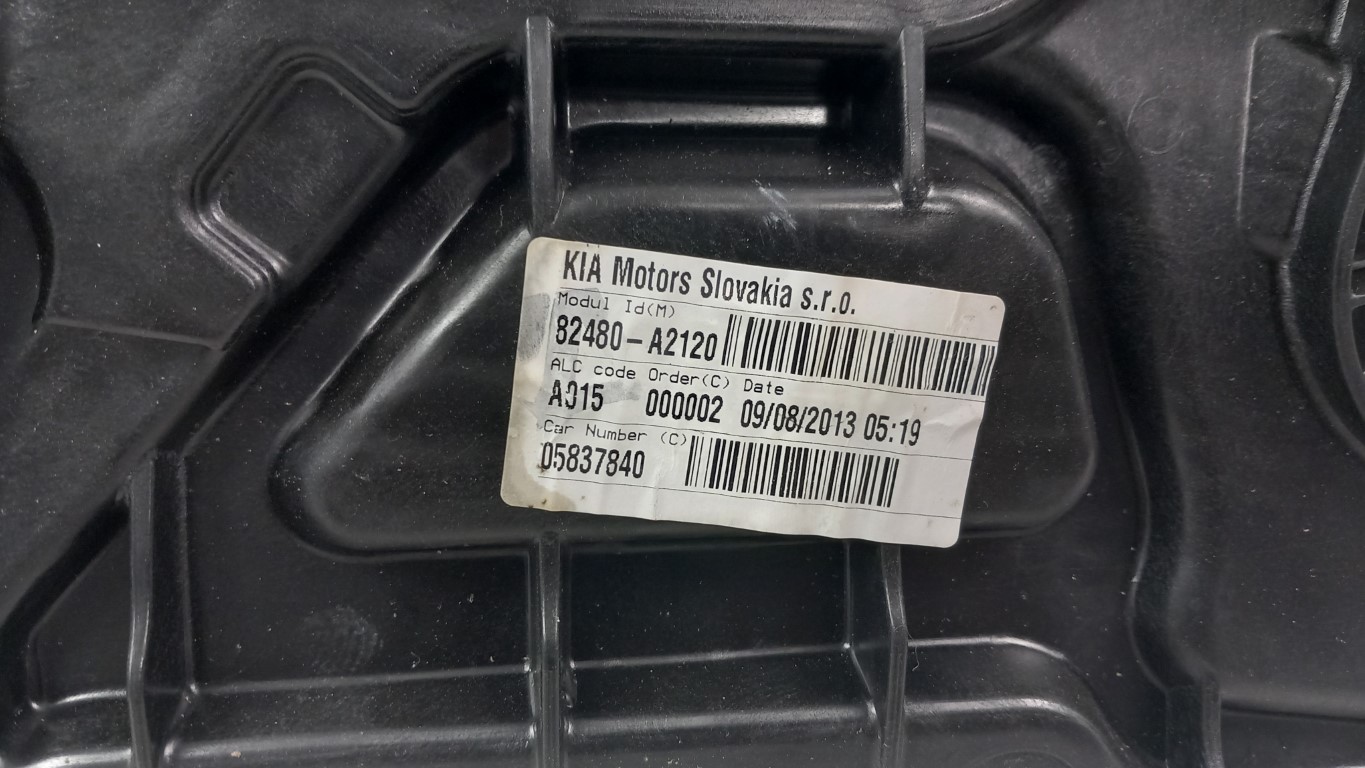 KIA Motors Slovakia s.r.o.
Modul Id(M)
82480-A2120
ALC code Order(C) Date
A015 000002 09/08/2013 05:19
Car Number (C)
05837840